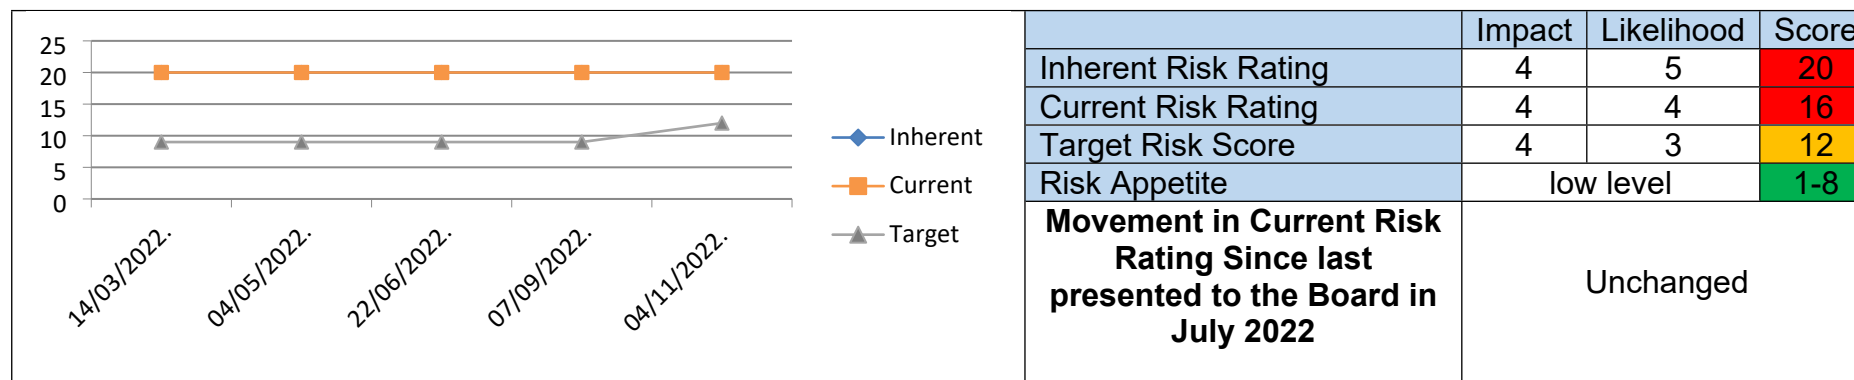 25
20
15
10
5
0
14/03/2022.
04/05/2022.
22/06/2022.
07/09/2022.
04/11/2022.
Inherent
Current
Target
Impact Likelihood Score
Inherent Risk Rating 4 5 20
Current Risk Rating 4 4 16
Target Risk Score 4 3 12
Risk Appetite low level 1-8
Movement in Current Risk
Rating Since last
presented to the Board in
July 2022
Unchanged